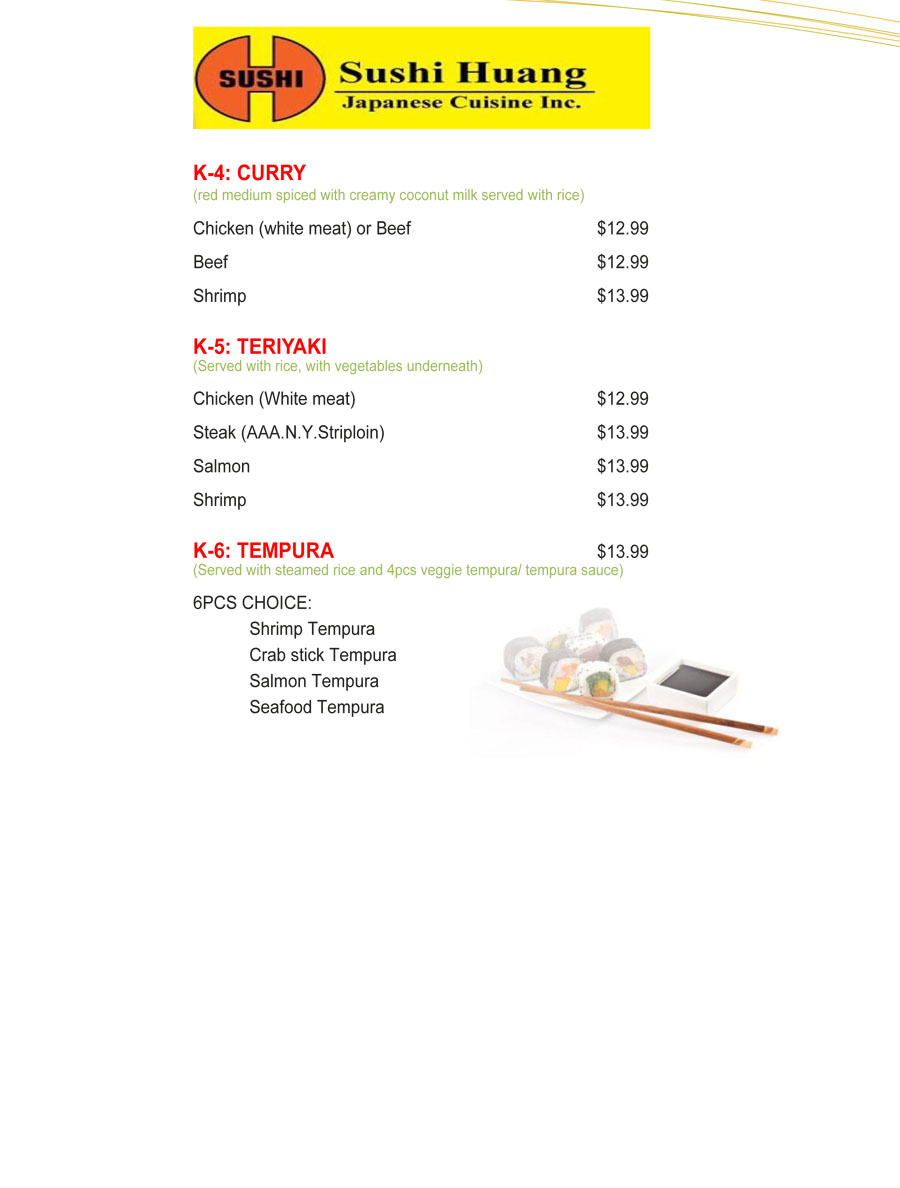 SUSHI
Sushi Huang
Japanese Cuisine Inc.
K-4: CURRY
(red medium spiced with creamy coconut milk served with rice)
Chicken (white meat) or Beef $12.99
Beef $12.99
Shrimp $13.99
K-5: TERIYAKI
(Served with rice, with vegetables underneath)
Chicken (White meat) $12.99
Steak (AAA.N.Y.Striploin) $13.99
Salmon $13.99
Shrimp $13.99
K-6: TEMPURA $13.99
(Served with steamed rice and 4pcs veggie tempura/ tempura sauce)
6PCS CHOICE:
Shrimp Tempura
Crab stick Tempura
Salmon Tempura
Seafood Tempura